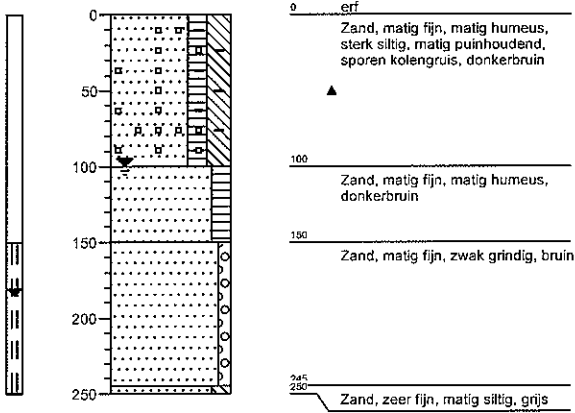 0
50
100
150
200
250
0 erf
Zand, matig fijn, matig humeus,
sterk siltig, matig puinhoudend,
sporen kolengruis, donkerbruin
100
Zand, matig fijn, matig humeus,
donkerbruin
150
Zand, matig fijn, zwak grindig, bruin
245
250
Zand, zeer fijn, matig siltig, grijs